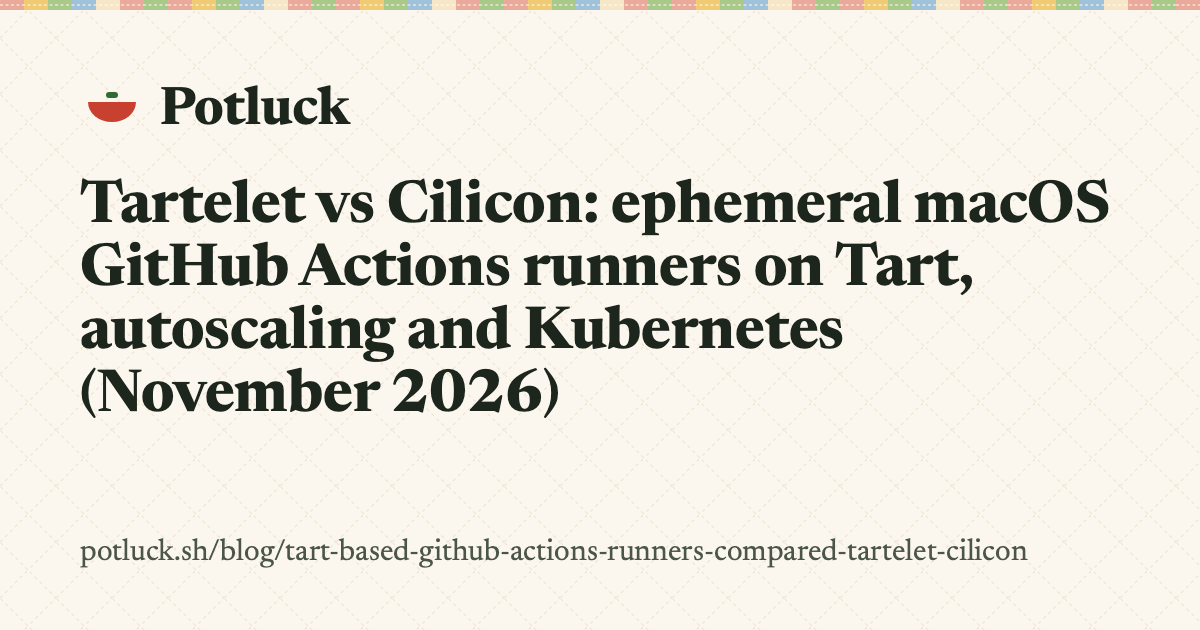 Potluck
Tartelet vs Cilicon: ephemeral macOS
GitHub Actions runners on Tart,
autoscaling and Kubernetes
(November 2026)
potluck.sh/blog/tart-based-github-actions-runners-compared-tartelet-cilicon